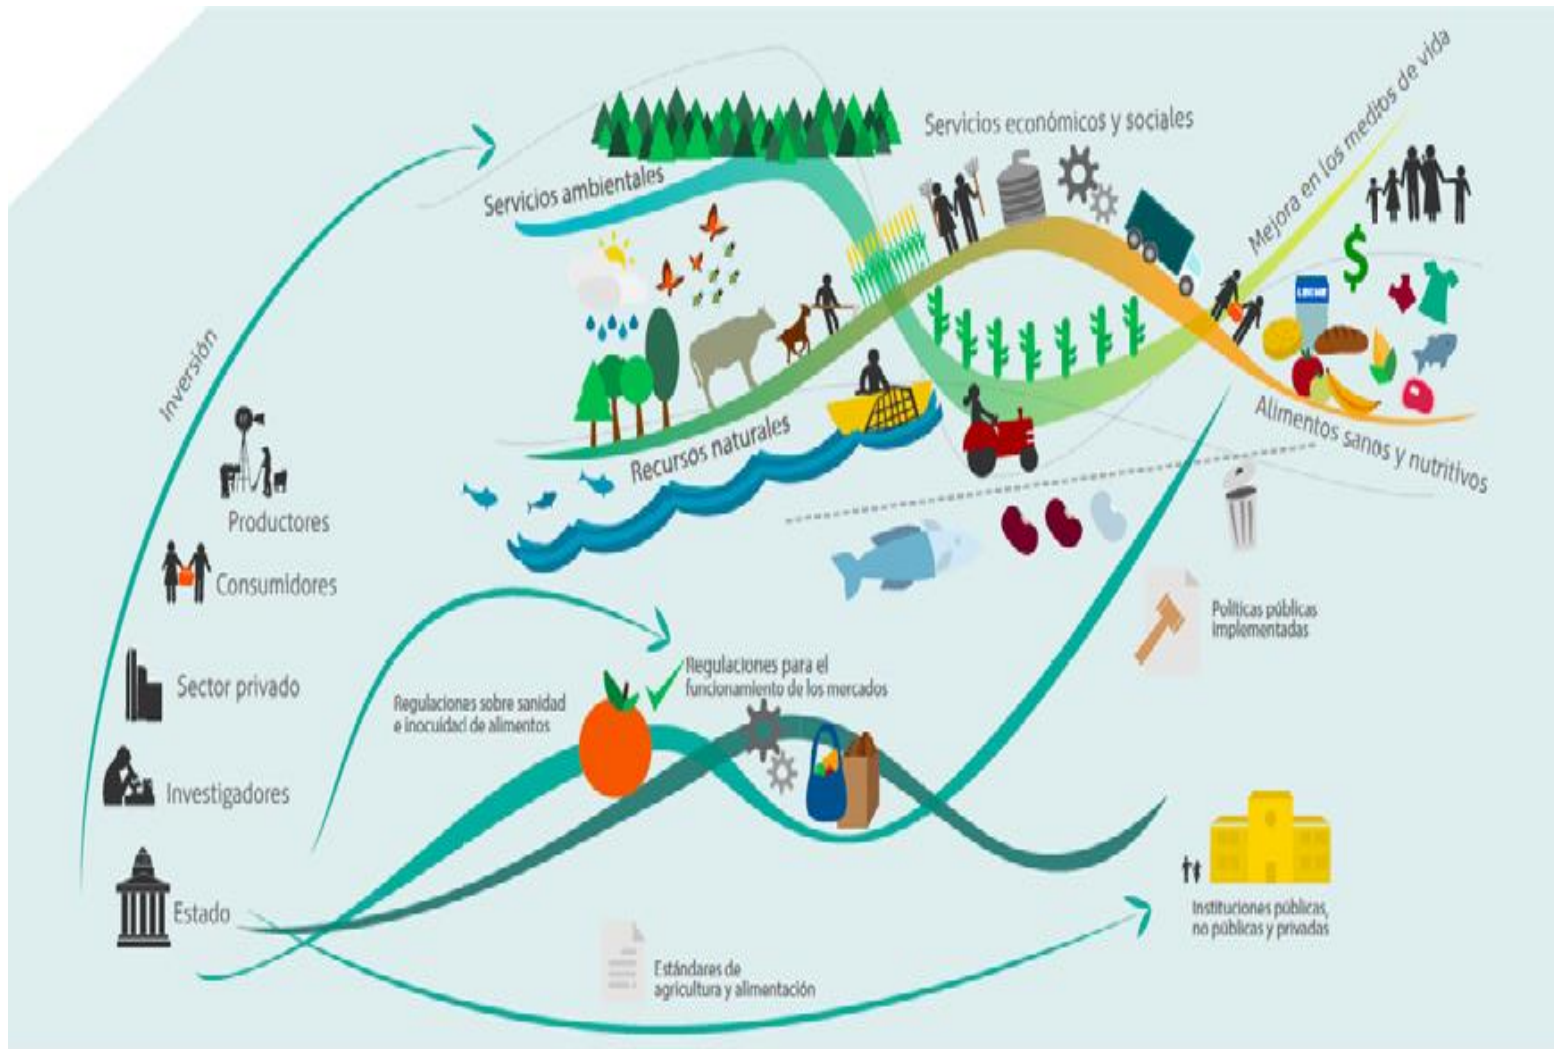 Mejora en los medios de vida
Servicios económicos y sociales
Servicios ambientales
$
LECHE
Inversión
Recursos naturales
Alimentos sanos y nutritivos
Productores
Consumidores
Políticas públicas
implementadas
Sector privado
Regulaciones para el
funcionamiento de los mercados
Regulaciones sobre sanidad
e inocuidad de alimentos
Investigadores
Estado
Instituciones públicas,
no públicas y privadas
Estándares de
agricultura y alimentación